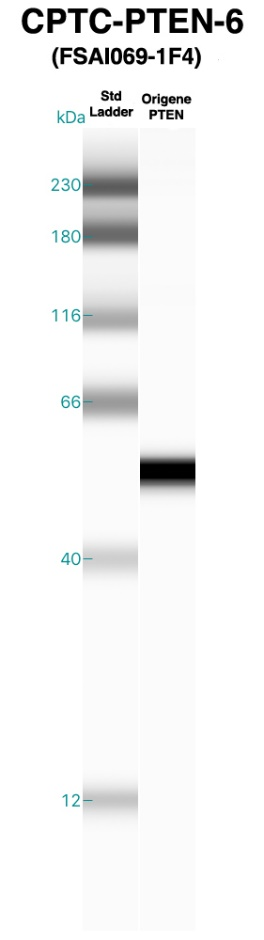 CPTC-PTEN-6
(FSAI069-1F4)
Std
Ladder
Origene
PTEN
kDa
230
180
116
66
40
12